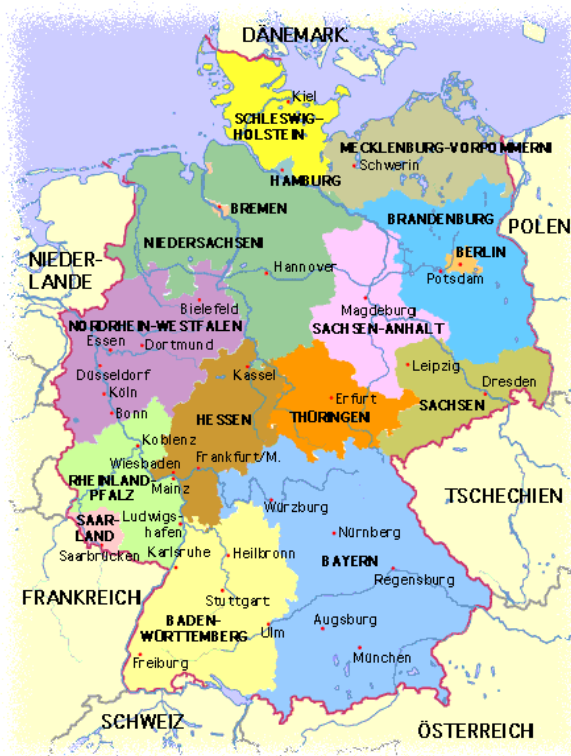 DÄNEMARK
Kiel
SCHLESWIG-
HOLSTEIN
MECKLENBURG-VORPOMMERN
Schwerin
HAMBURG
BREMEN
BRANDENBURG
POLEN
NIEDERSACHSEN
BERLIN
NIEDER-
LANDE
Hannover
Potsdam
Bielefeld
Magdeburg
NORDRHEIN-WESTFALEN
SACHSEN-ANHALT
Essen
Dortmund
Leipzig
Düsseldorf
Kassel
Dresden
Köln
Erfurt
SACHSEN
Bonn
HESSEN
THÜRINGEN
Koblenz
Wiesbaden
Frankfurt/M.
RHEINLAND-
PFALZ
Mainz
TSCHECHIEN
Würzburg
SAAR-
LAND
Ludwigs-
hafen
Nürnberg
Saarbrücken
Karlsruhe
Heilbronn
BAYERN
Regensburg
FRANKREICH
Stuttgart
BADEN-
WÜRTTEMBERG
Ulm
Augsburg
Freiburg
München
SCHWEIZ
ÖSTERREICH